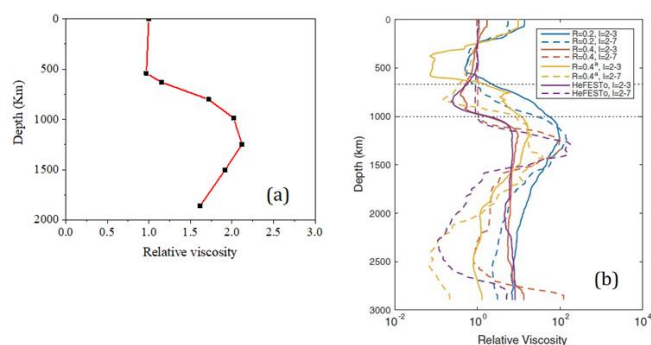 (a)
Depth (Km)
0
500
1000
1500
2000
0.0 0.5 1.0 1.5 2.0 2.5 3.0
Relative viscosity
(b)
Depth (km)
0
500
1000
1500
2000
2500
3000
10-2 100 102 104
Relative Viscosity
R=0.2, l=2-3
R=0.2, l=2-7
R=0.4, l=2-3
R=0.4, l=2-7
R=0.4ᵃ, l=2-3
R=0.4ᵃ, l=2-7
HeFESTo, l=2-3
HeFESTo, l=2-7